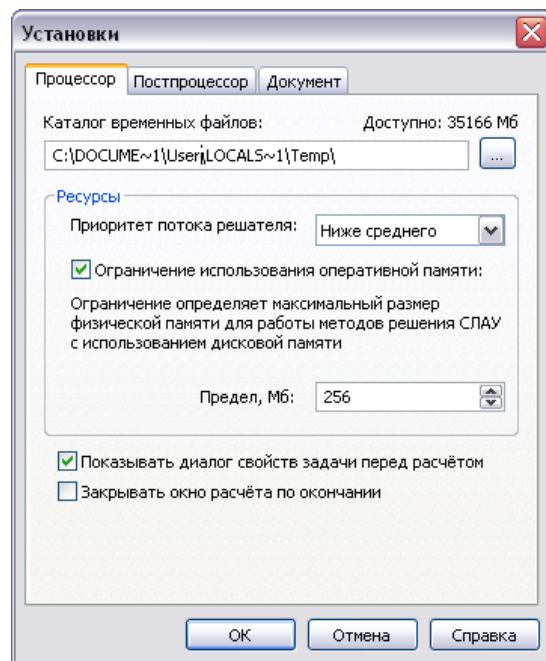 Установки
Процессор Постпроцессор Документ
Каталог временных файлов: Доступно: 35166 Мб
C:\DOCUME~1\User\LOCALS~1\Temp\ ...
Ресурсы
Приоритет потока решателя: Ниже среднего
Ограничение использования оперативной памяти:
Ограничение определяет максимальный размер
физической памяти для работы методов решения СЛАУ
с использованием дисковой памяти
Предел, Мб: 256
Показывать диалог свойств задачи перед расчётом
Закрывать окно расчёта по окончании
OK Отмена Справка